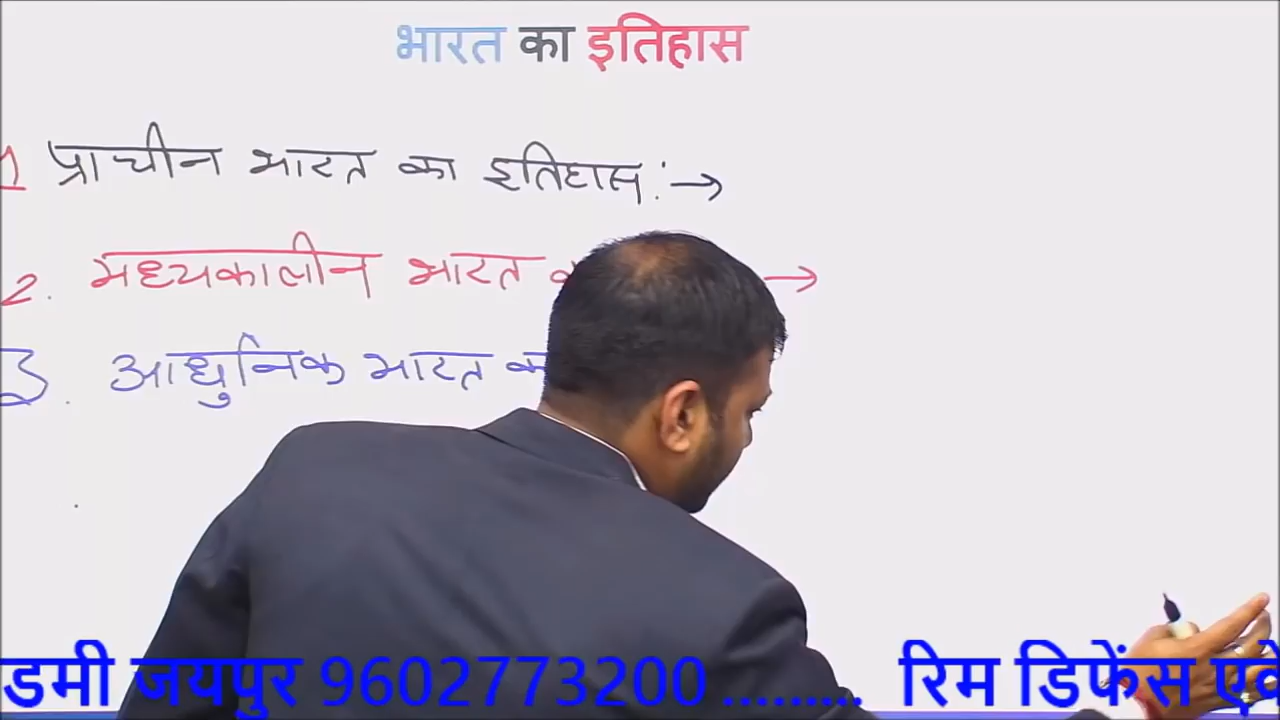 भारत का इतिहास
1 प्राचीन भारत का इतिहास :→
2. मध्यकालीन भारत →
3. आधुनिक भारत
डमी जयपुर 9602773200 ........ रिम डिफेंस